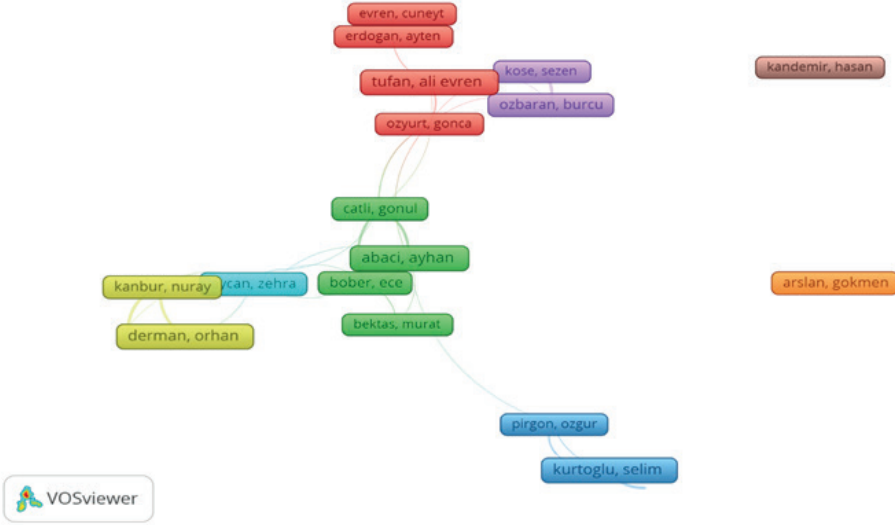 evren, cuneyt
erdogan, ayten
kandemir, hasan
kose, sezen
tufan, ali evren
ozbaran, burcu
ozyurt, gonca
catli, gonul
abaci, ayhan
kanbur, nuray
zehra
bober, ece
arslan, gokmen
bektas, murat
derman, orhan
pirgon, ozgur
kurtoglu, selim
VOSviewer